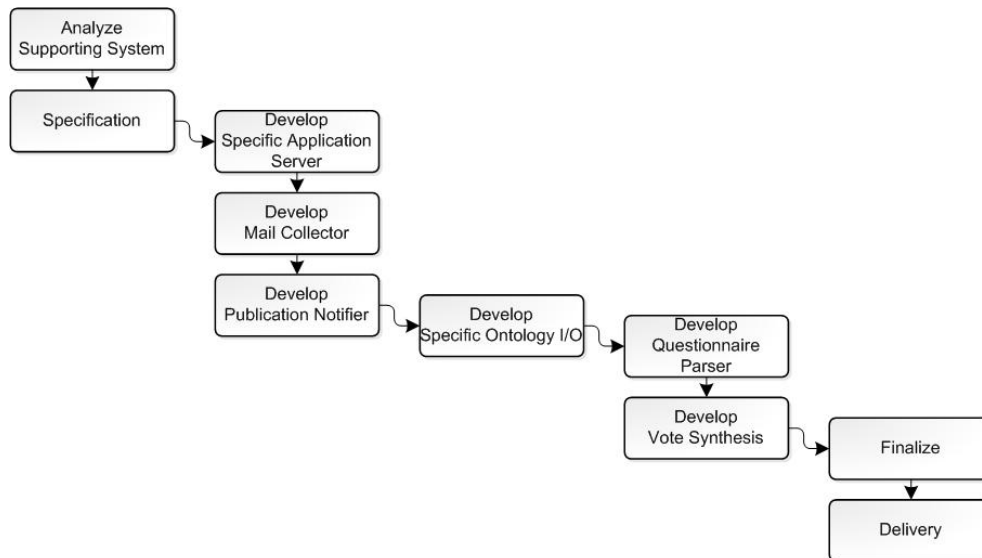 Analyze
Supporting System
Specification
Develop
Specific Application
Server
Develop
Mail Collector
Develop
Publication Notifier
Develop
Specific Ontology I/O
Develop
Questionnaire
Parser
Develop
Vote Synthesis
Finalize
Delivery